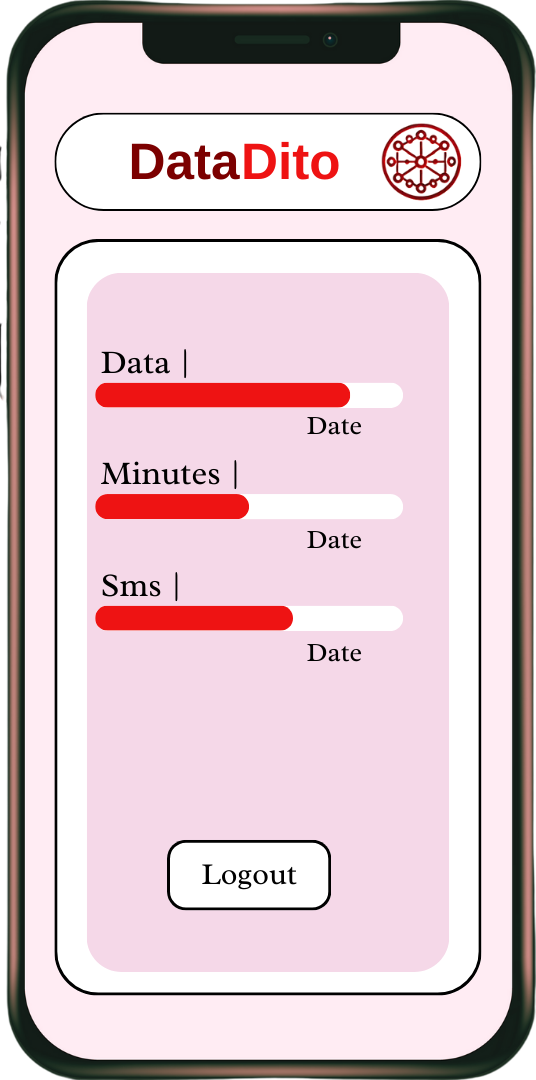 DataDito
Data |
Date
Minutes |
Date
Sms |
Date
Logout